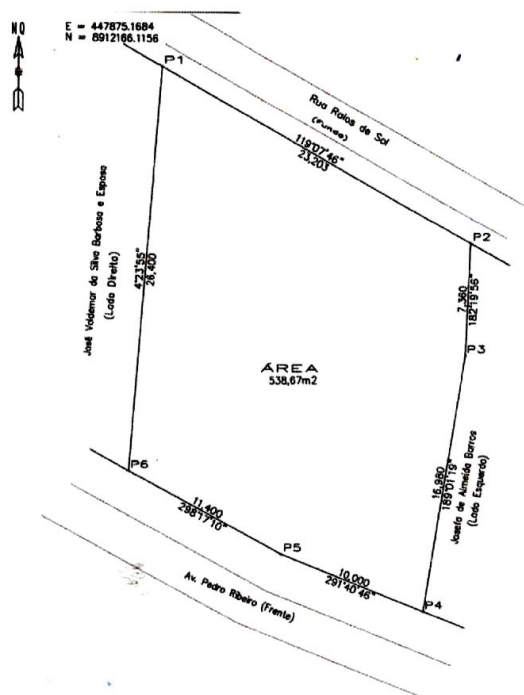 NQ
E = 447875.1684
N = 8912166.1156
P1
Rua Raios de Sol
(Fundo)
119°07'46"
23,203
P2
7,360
182°19'56"
P3
José Valdemar da Silva Barbosa e Esposa
(Lado Direito)
4°23'55"
26,400
ÁREA
538,67m2
16,980
189°01'19"
Josefa de Almeida Barros
(Lado Esquerdo)
P6
11,400
298°17'10"
P5
10,000
291°40'46"
P4
Av. Pedro Ribeiro (Frente)